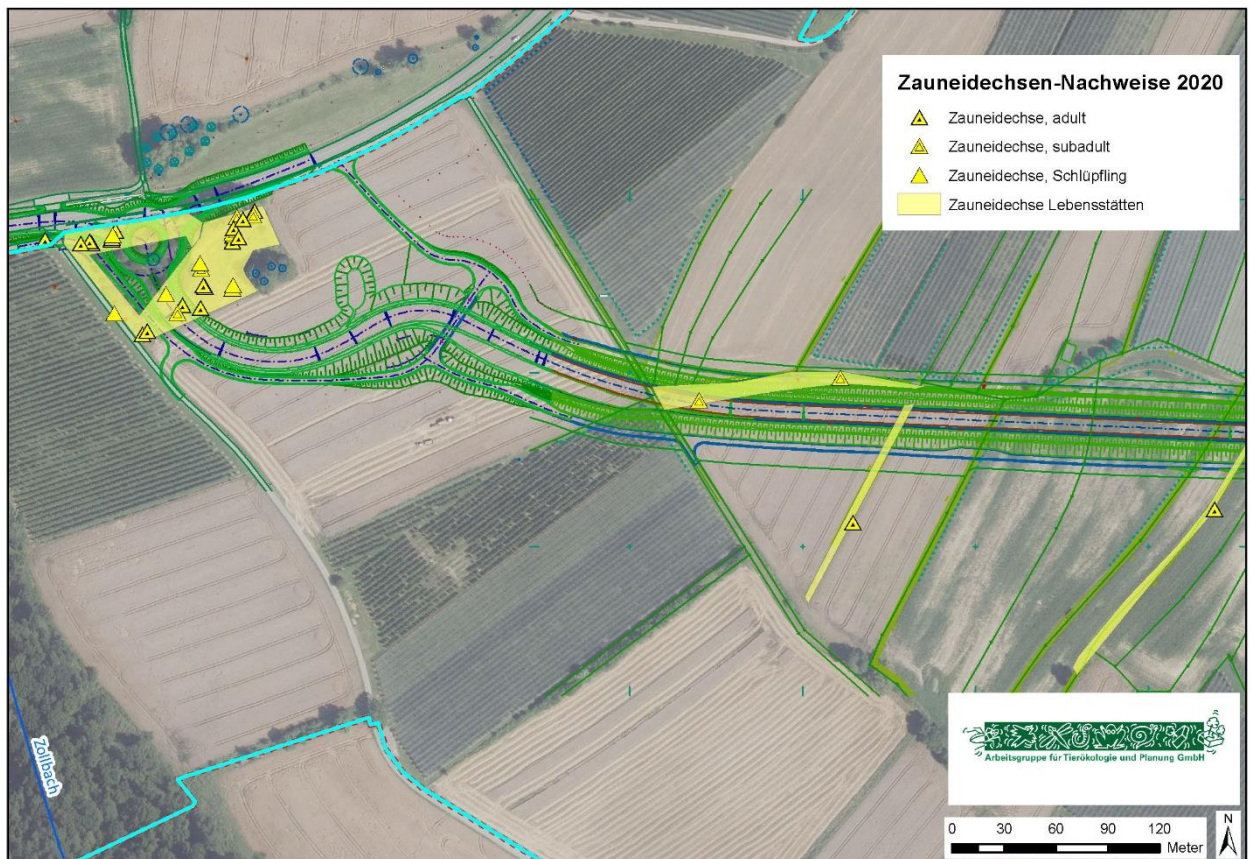 Zauneidechsen-Nachweise 2020
Zauneidechse, adult
Zauneidechse, subadult
Zauneidechse, Schlüpfling
Zauneidechse Lebensstätten
Zollbach
Arbeitsgruppe für Tierökologie und Planung GmbH
N
0 30 60 90 120
Meter